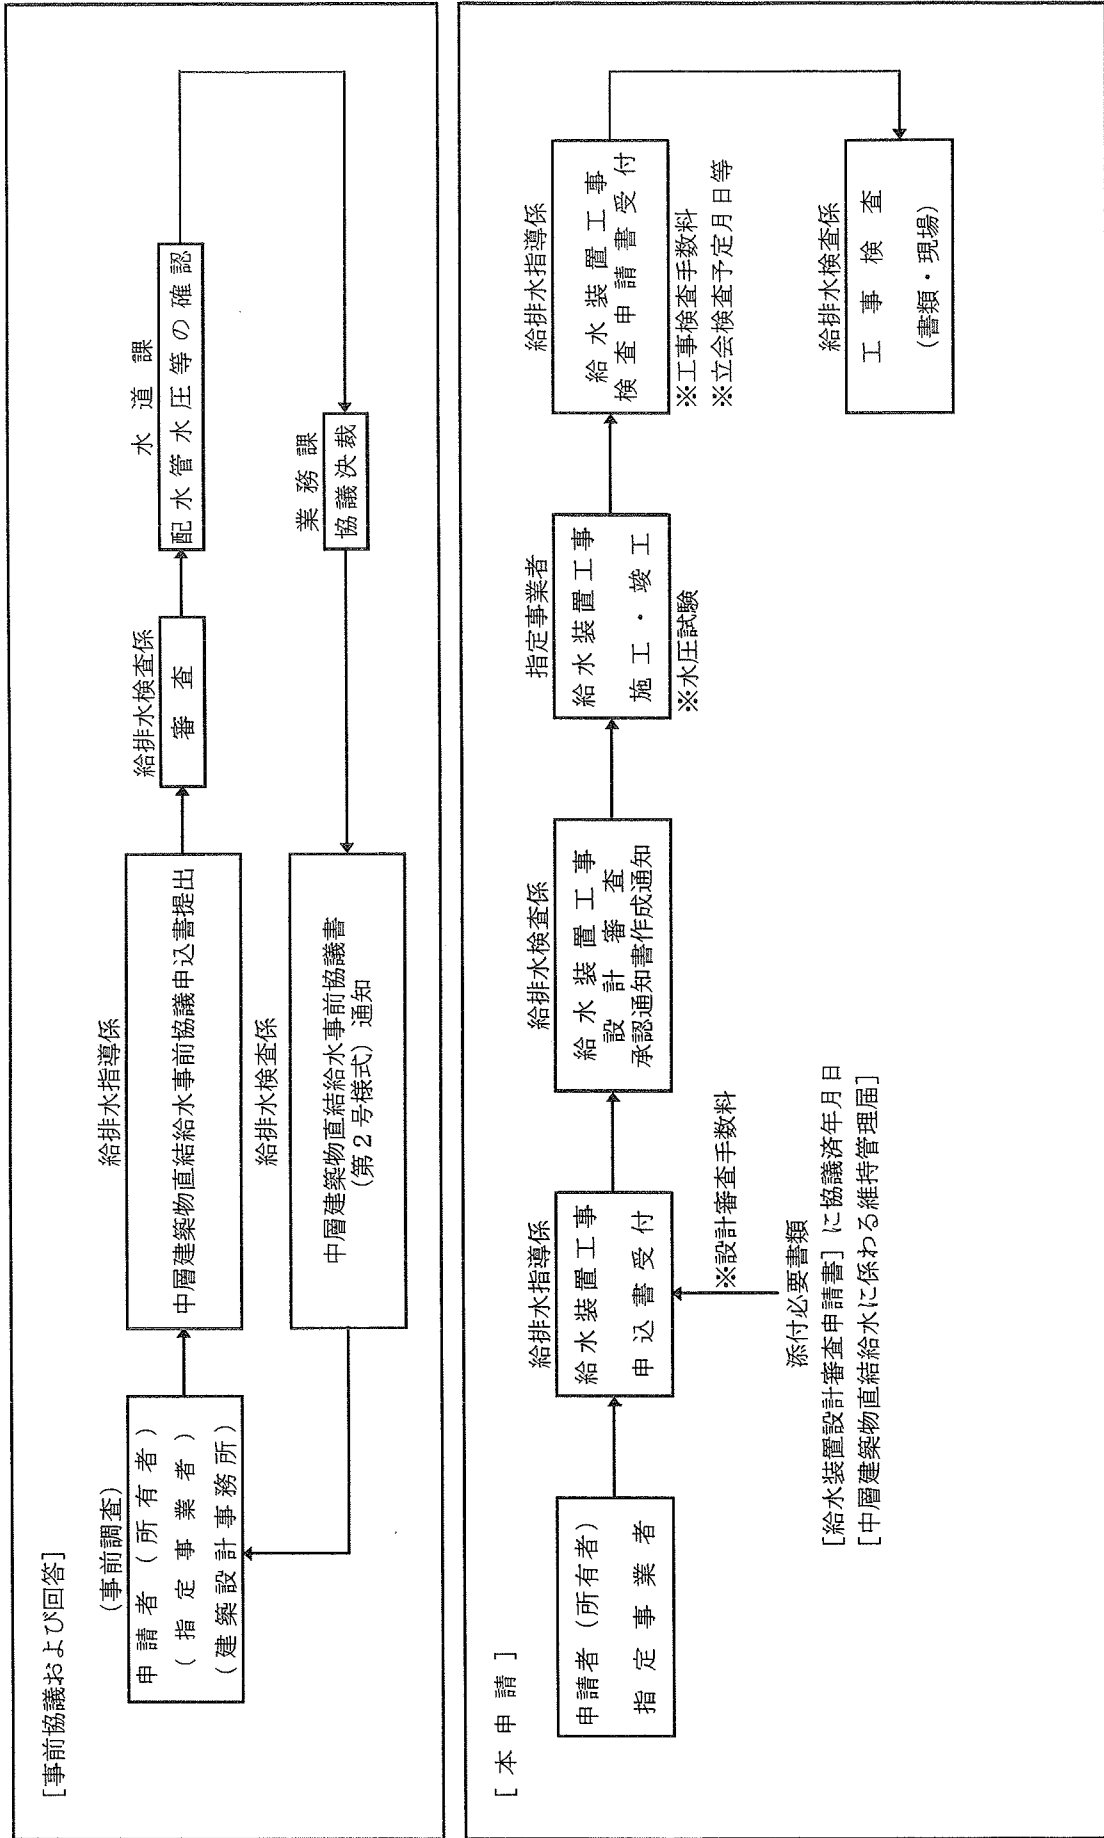 [事前協議および回答]
(事前調査)
申請者(所有者)
(指定事業者)
(建築設計事務所)
給排水指導係
中層建築物直結給水事前協議申込書提出
給排水検査係
審査
水道課
配水管水圧等の確認
業務課
協議決裁
給排水検査係
中層建築物直結給水事前協議書
(第2号様式)通知
[本申請]
申請者(所有者)
指定事業者
給排水指導係
給水装置工事
申込書受付
※設計審査手数料
添付必要書類
[給水装置設計審査申請書]に協議済年月日
[中層建築物直結給水に係わる維持管理届]
給排水検査係
給水装置工事
設計審査
承認通知書作成通知
指定事業者
給水装置工事
施工・竣工
※水圧試験
給排水指導係
給水装置工事
検査申請書受付
※工事検査手数料
※立会検査予定月日等
給排水検査係
工事検査
(書類・現場)